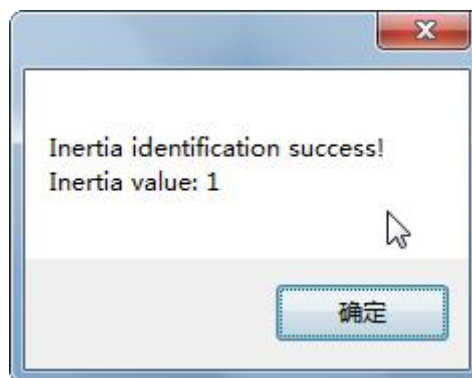 Inertia identification success!
Inertia value: 1
确定